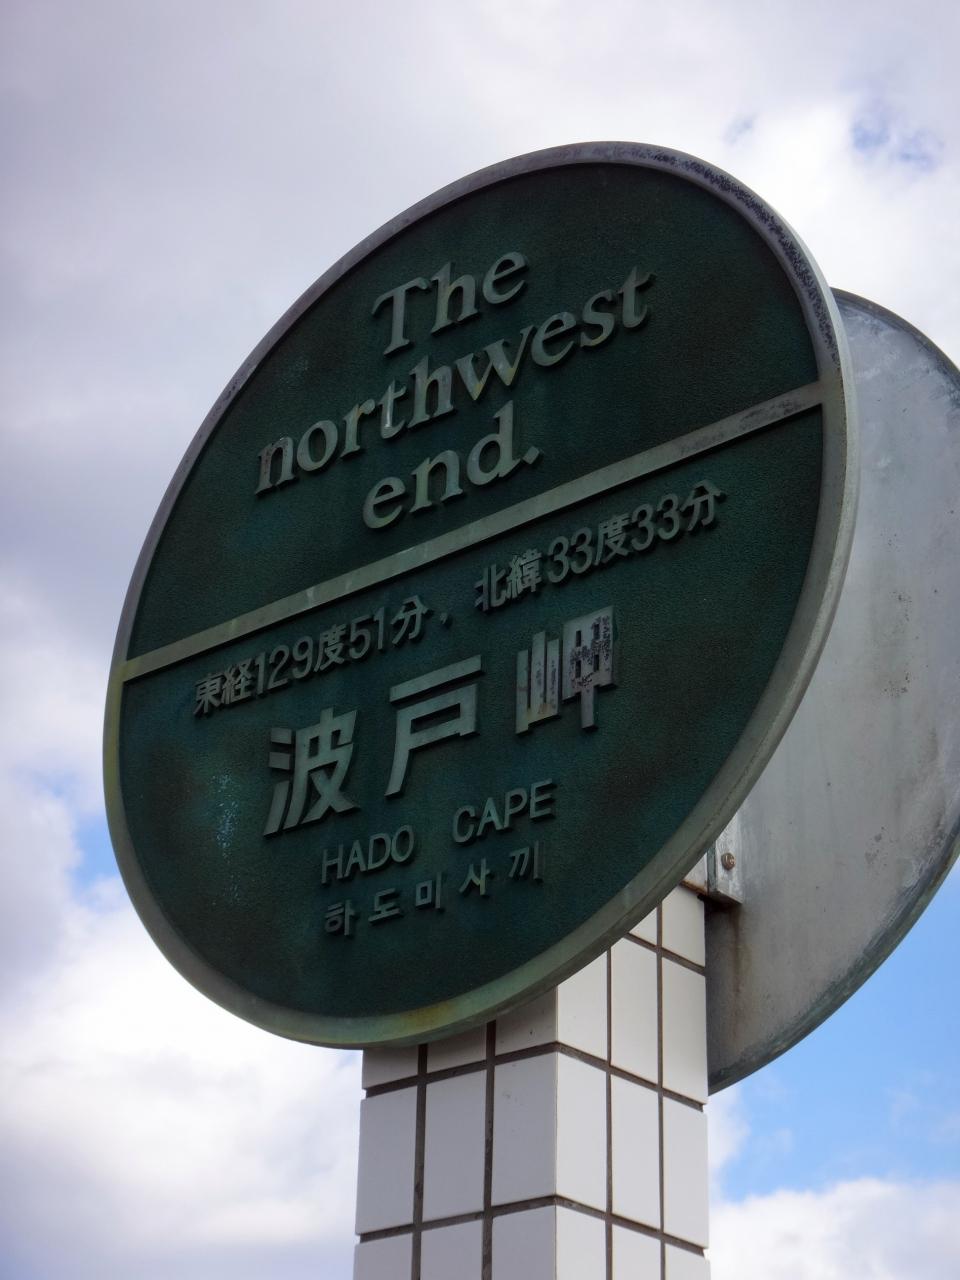 The
northwest
end.
東経129度51分, 北緯33度33分
波戸岬
HADO CAPE
하도미사끼